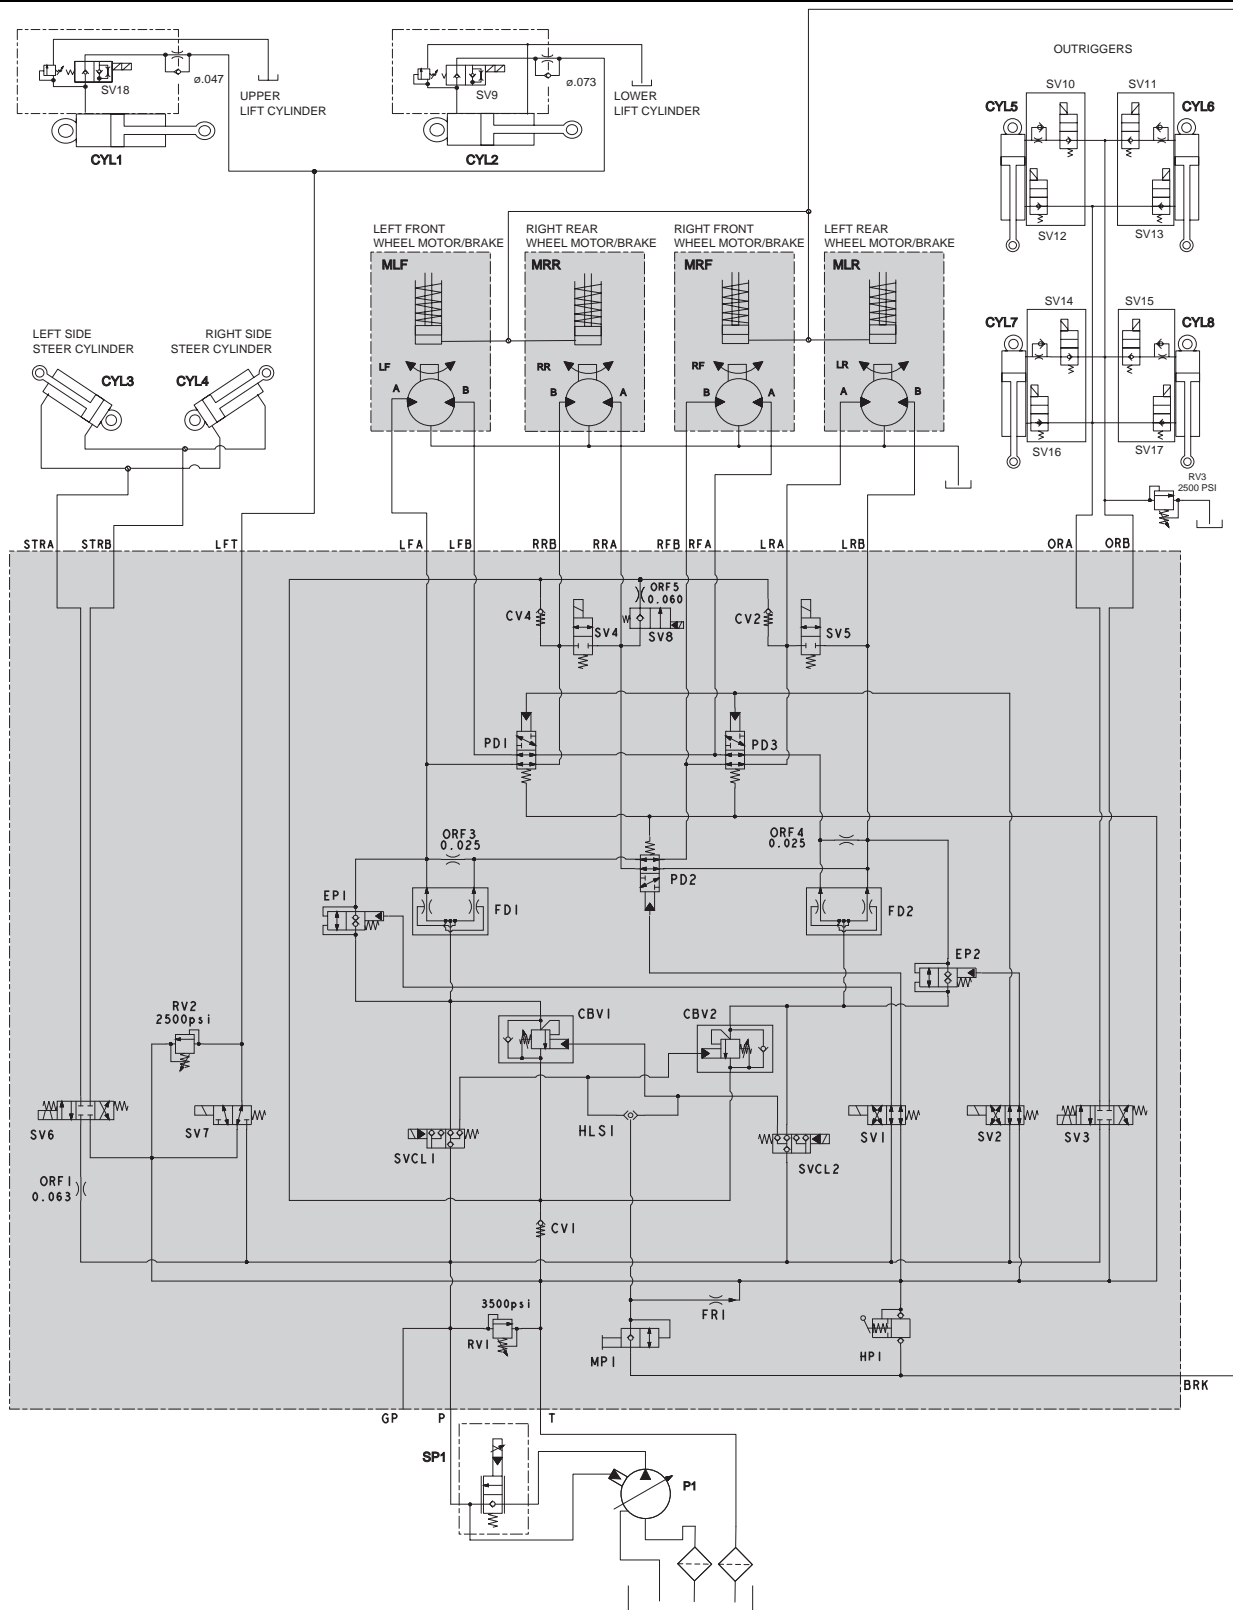 ø.047
SV18
UPPER
LIFT CYLINDER
CYL1
ø.073
SV9
LOWER
LIFT CYLINDER
CYL2
OUTRIGGERS
SV10
SV11
CYL5
CYL6
SV12
SV13
SV14
SV15
CYL7
CYL8
SV16
SV17
RV3
2500 PSI
LEFT FRONT
WHEEL MOTOR/BRAKE
MLF
RIGHT REAR
WHEEL MOTOR/BRAKE
MRR
RIGHT FRONT
WHEEL MOTOR/BRAKE
MRF
LEFT REAR
WHEEL MOTOR/BRAKE
MLR
LEFT SIDE
STEER CYLINDER
RIGHT SIDE
STEER CYLINDER
CYL3
CYL4
LF
A
B
RR
B
A
RF
B
A
LR
A
B
STRA
STRB
LFT
LFA
LFB
RRB
RRA
RFB
RFA
LRA
LRB
ORA
ORB
ORF5
0.060
CV4
SV4
SV8
CV2
SV5
PD1
PD3
ORF3
0.025
ORF4
0.025
PD2
EP1
FD1
FD2
EP2
RV2
2500psi
CBV1
CBV2
SV6
SV7
HLS1
SV1
SV2
SV3
SVCL1
SVCL2
ORF1
0.063
CV1
3500psi
RV1
FR1
MP1
HP1
BRK
GP
P
T
SP1
P1